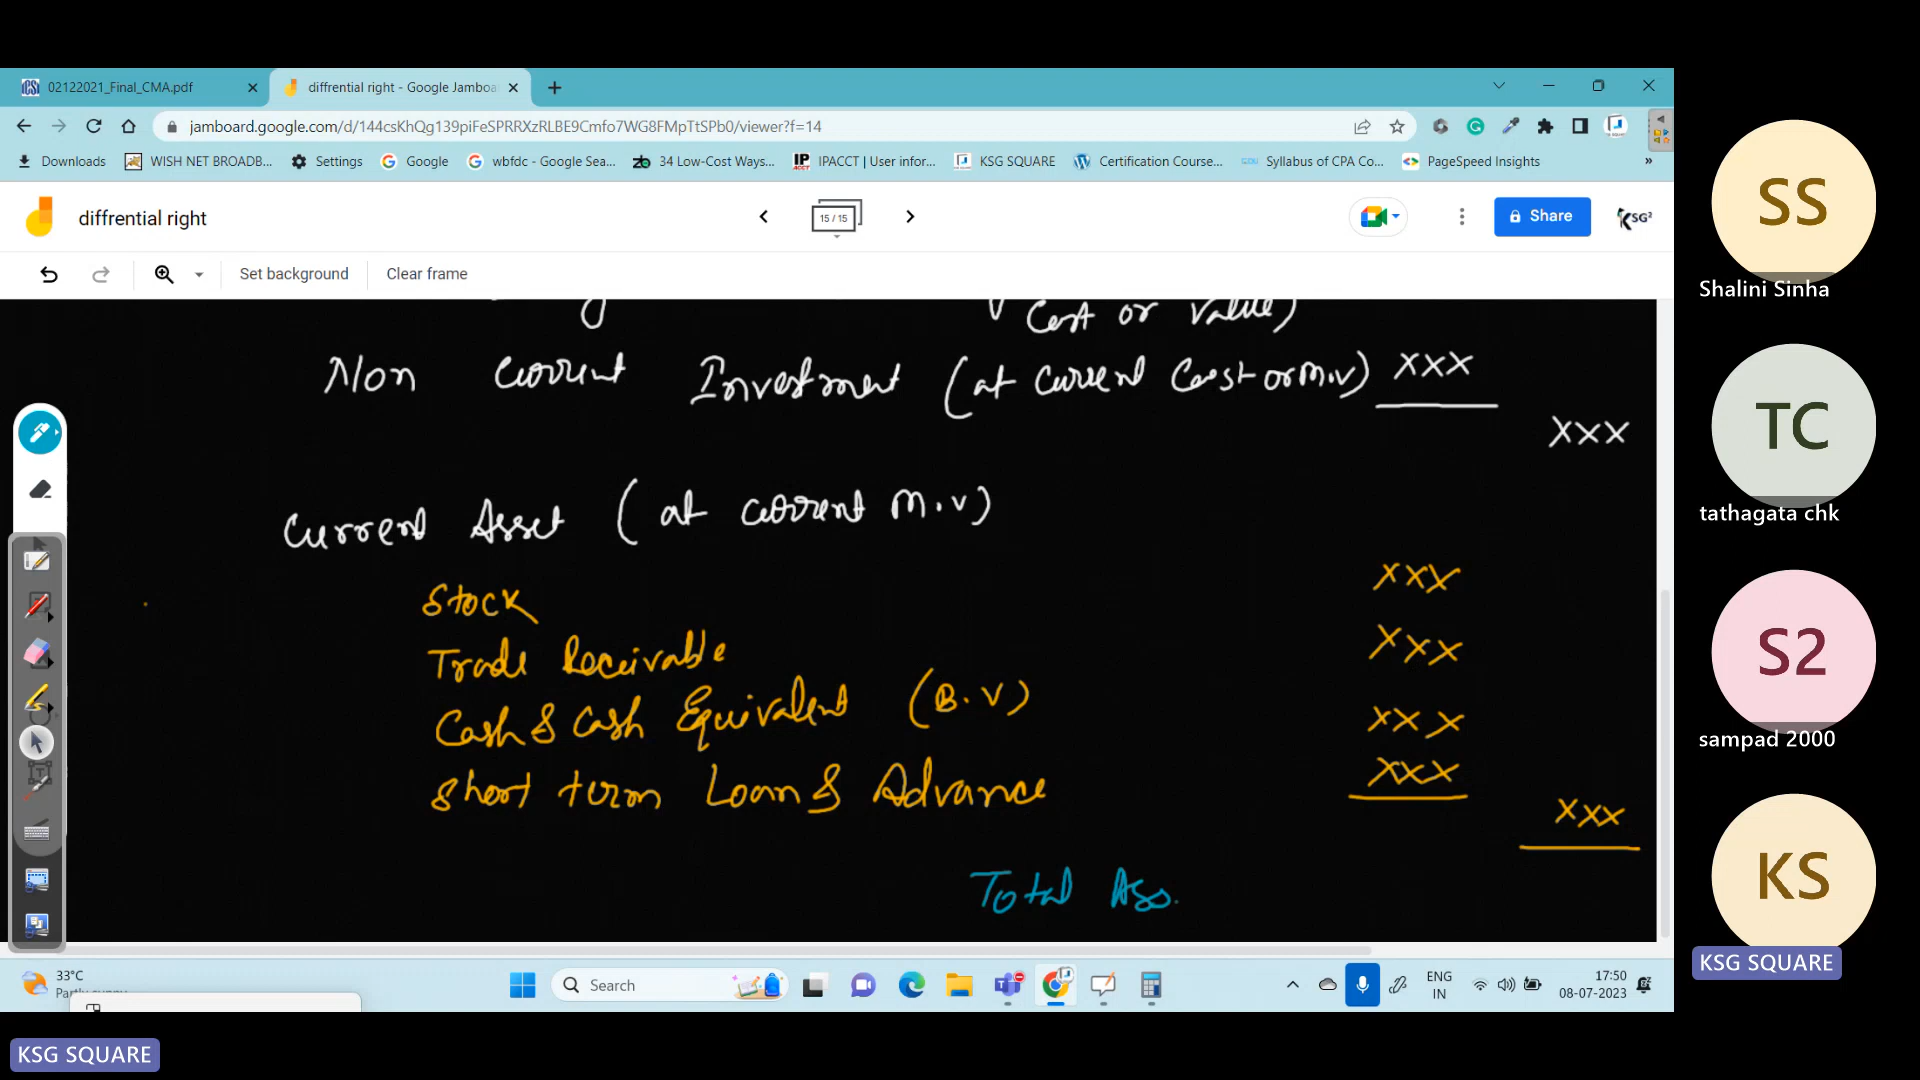 02122021_Final_CMA.pdf
diffrential right - Google Jamboa
jamboard.google.com/d/144csKhQg139piFeSPRRXzRLBE9Cmfo7WG8FMpTtSPb0/viewer?f=14
Downloads WISH NET BROADB... Settings Google wbfdc - Google Sea... 34 Low-Cost Ways... IPACCT | User infor... KSG SQUARE Certification Course... Syllabus of CPA Co... PageSpeed Insights
diffrential right
15 / 15
Share
KSG²
Set background Clear frame
Cost or Value)
Non Current Investment (at Current Cost or M.V) XXX
XXX
Current Asset (at current M.V)
Stock XXX
Trade Receivable XXX
Cash & Cash Equivalent (B.V) XXX
Short term Loan & Advance XXX
XXX
Total Ass.
33°C
Partly sunny
Search
ENG
IN
17:50
08-07-2023
SS
Shalini Sinha
TC
tathagata chk
S2
sampad 2000
KS
KSG SQUARE
KSG SQUARE